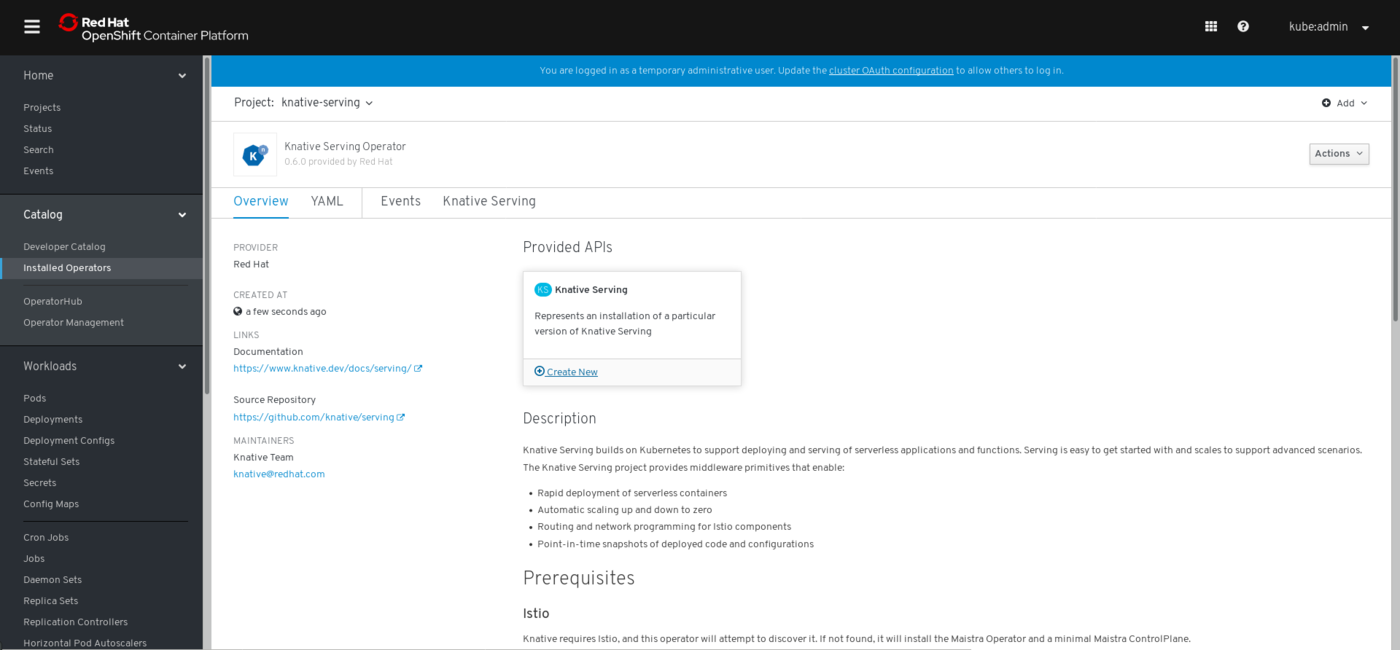 Red Hat
OpenShift Container Platform
kube:admin
Home
Projects
Status
Search
Events
Catalog
Developer Catalog
Installed Operators
OperatorHub
Operator Management
Workloads
Pods
Deployments
Deployment Configs
Stateful Sets
Secrets
Config Maps
Cron Jobs
Jobs
Daemon Sets
Replica Sets
Replication Controllers
Horizontal Pod Autoscalers
You are logged in as a temporary administrative user. Update the cluster OAuth configuration to allow others to log in.
Project: knative-serving
Add
K
Knative Serving Operator
0.6.0 provided by Red Hat
Actions
Overview YAML Events Knative Serving
PROVIDER
Red Hat
CREATED AT
a few seconds ago
LINKS
Documentation
https://www.knative.dev/docs/serving/
Source Repository
https://github.com/knative/serving
MAINTAINERS
Knative Team
knative@redhat.com
Provided APIs
KS Knative Serving
Represents an installation of a particular
version of Knative Serving
Create New
Description
Knative Serving builds on Kubernetes to support deploying and serving of serverless applications and functions. Serving is easy to get started with and scales to support advanced scenarios.
The Knative Serving project provides middleware primitives that enable:
• Rapid deployment of serverless containers
• Automatic scaling up and down to zero
• Routing and network programming for Istio components
• Point-in-time snapshots of deployed code and configurations
Prerequisites
Istio
Knative requires Istio, and this operator will attempt to discover it. If not found, it will install the Maistra Operator and a minimal Maistra ControlPlane.